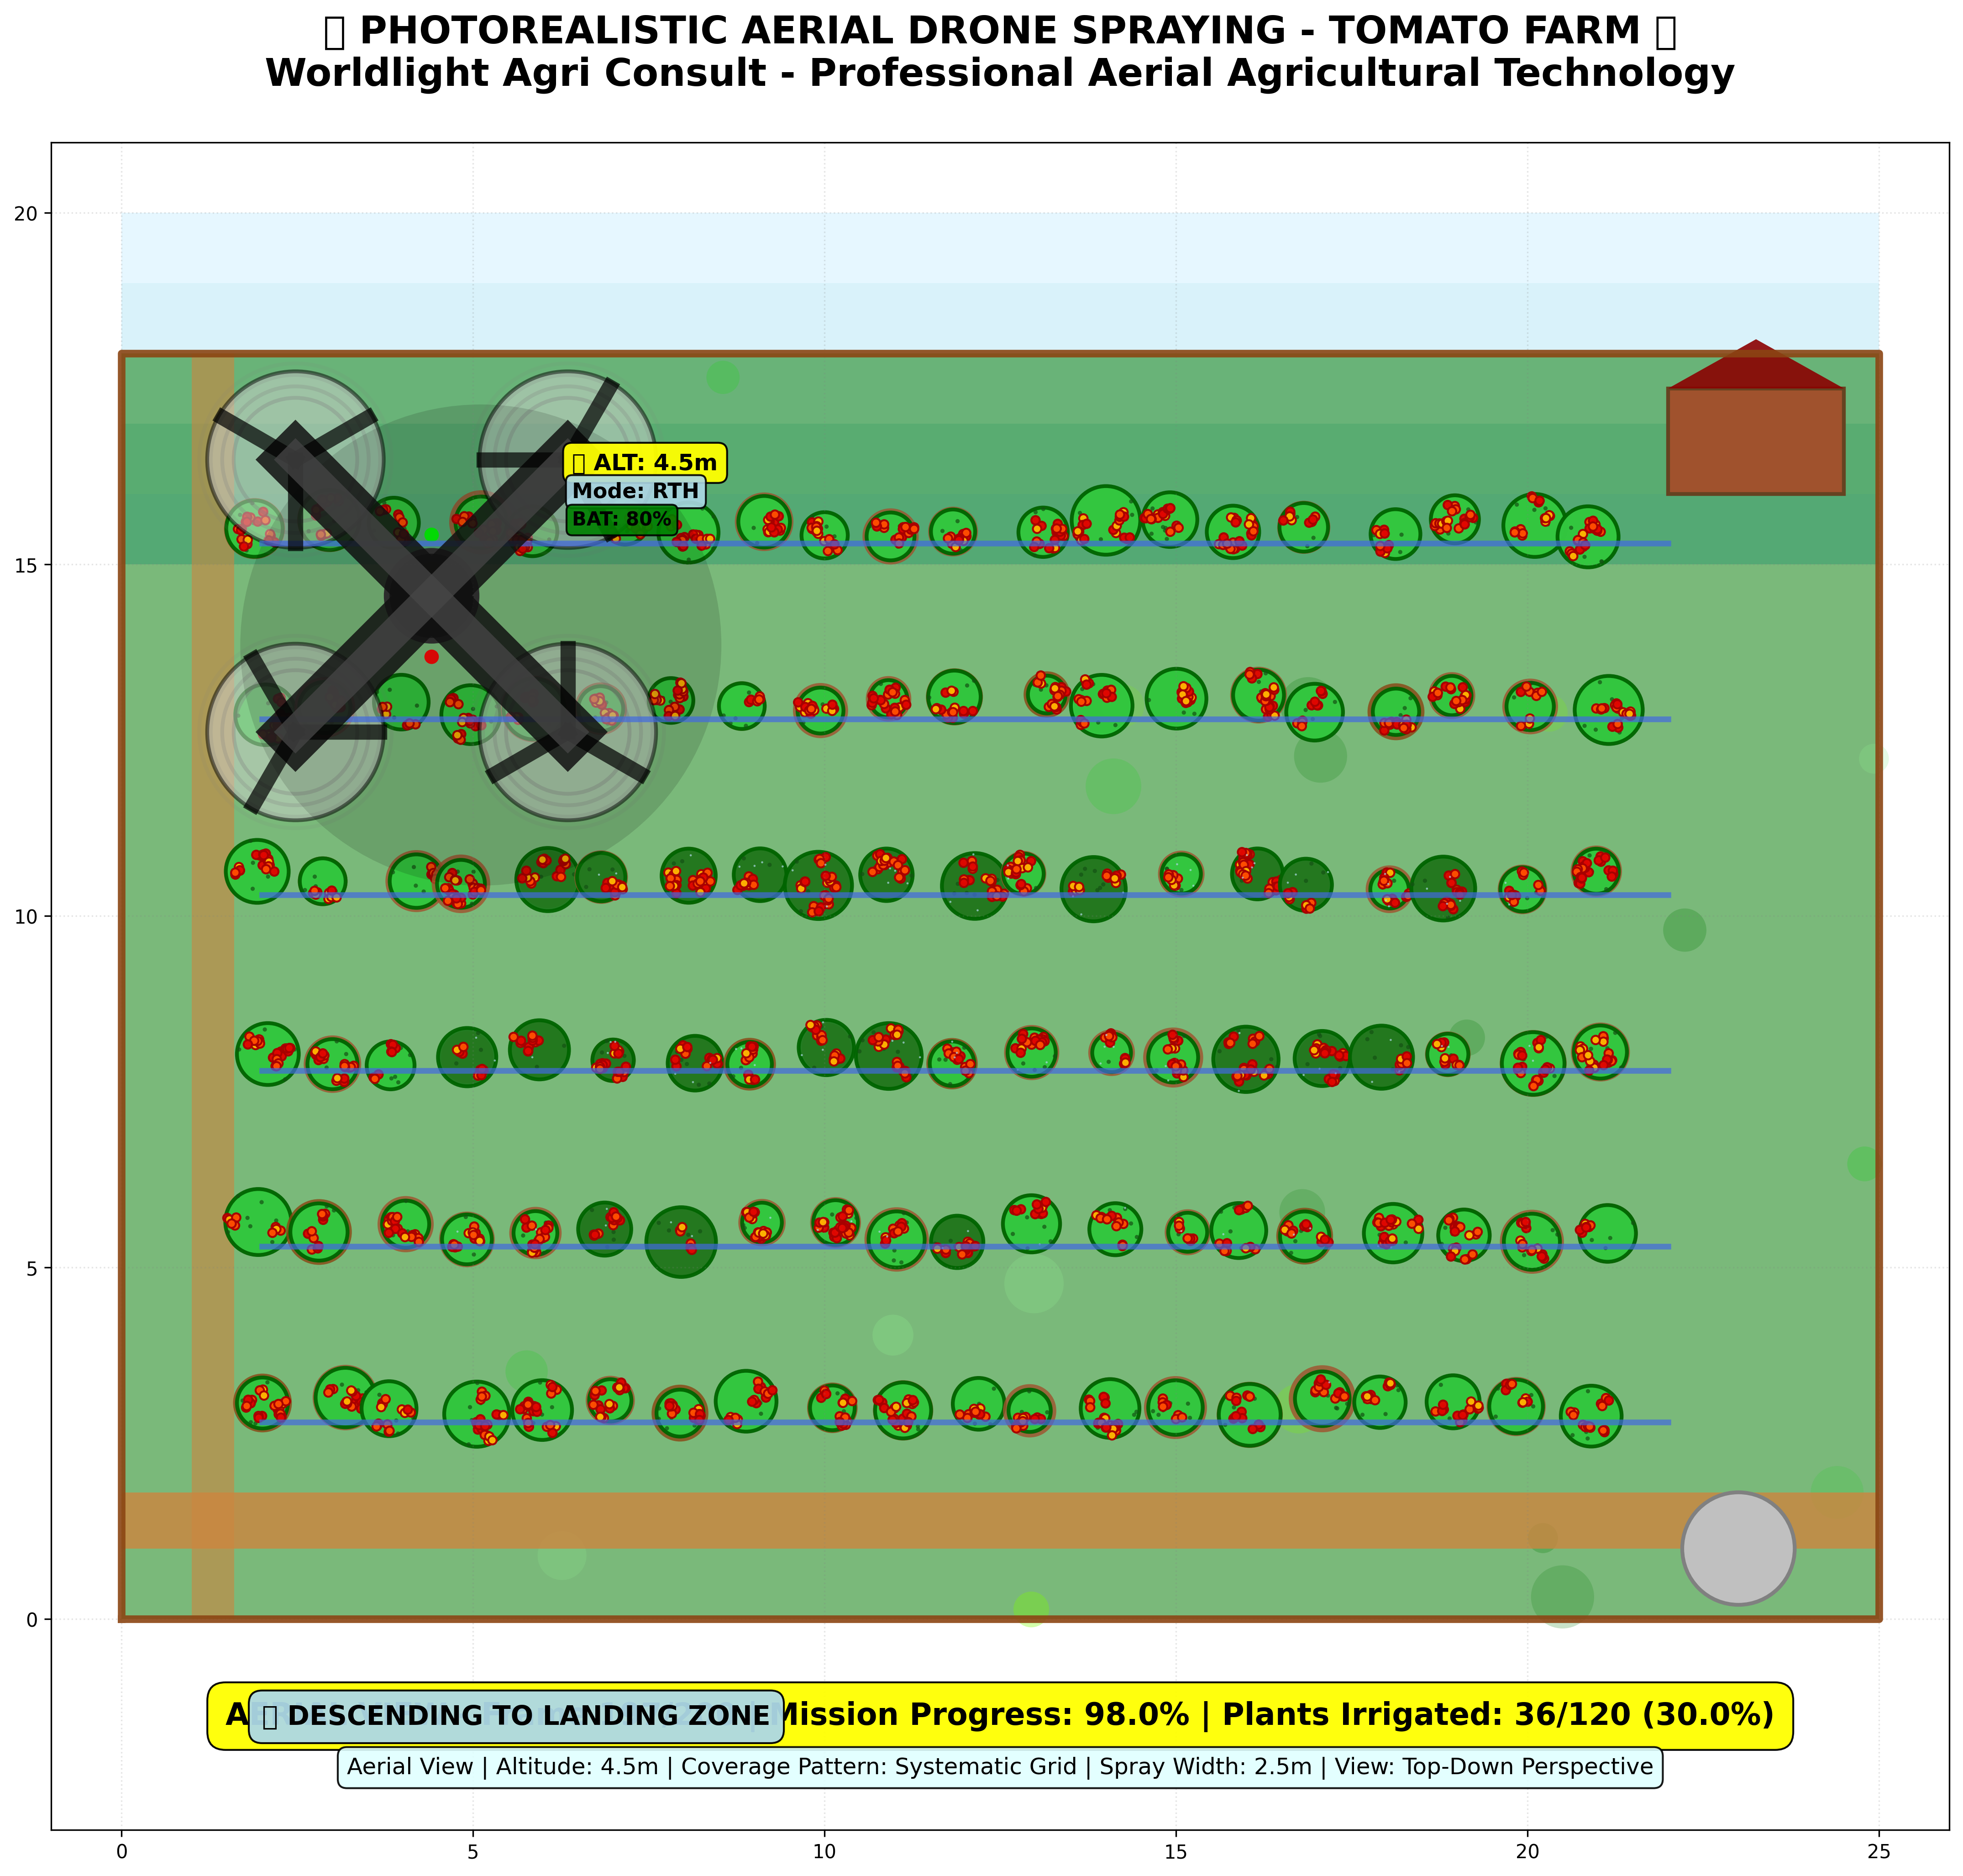 PHOTOREALISTIC AERIAL DRONE SPRAYING - TOMATO FARM
Worldlight Agri Consult - Professional Aerial Agricultural Technology
20
15
10
5
0
ALT: 4.5m
Mode: RTH
BAT: 80%
DESCENDING TO LANDING ZONE
Mission Progress: 98.0% | Plants Irrigated: 36/120 (30.0%)
Aerial View | Altitude: 4.5m | Coverage Pattern: Systematic Grid | Spray Width: 2.5m | View: Top-Down Perspective
0
5
10
15
20
25